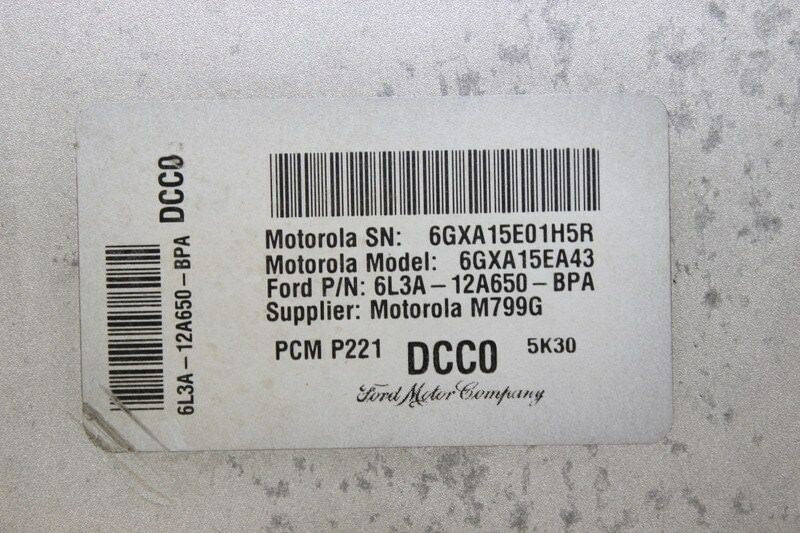 DCC0
6L3A-12A650-BPA
Motorola SN: 6GXA15E01H5R
Motorola Model: 6GXA15EA43
Ford P/N: 6L3A-12A650-BPA
Supplier: Motorola M799G
PCM P221 DCC0 5K30
Ford Motor Company